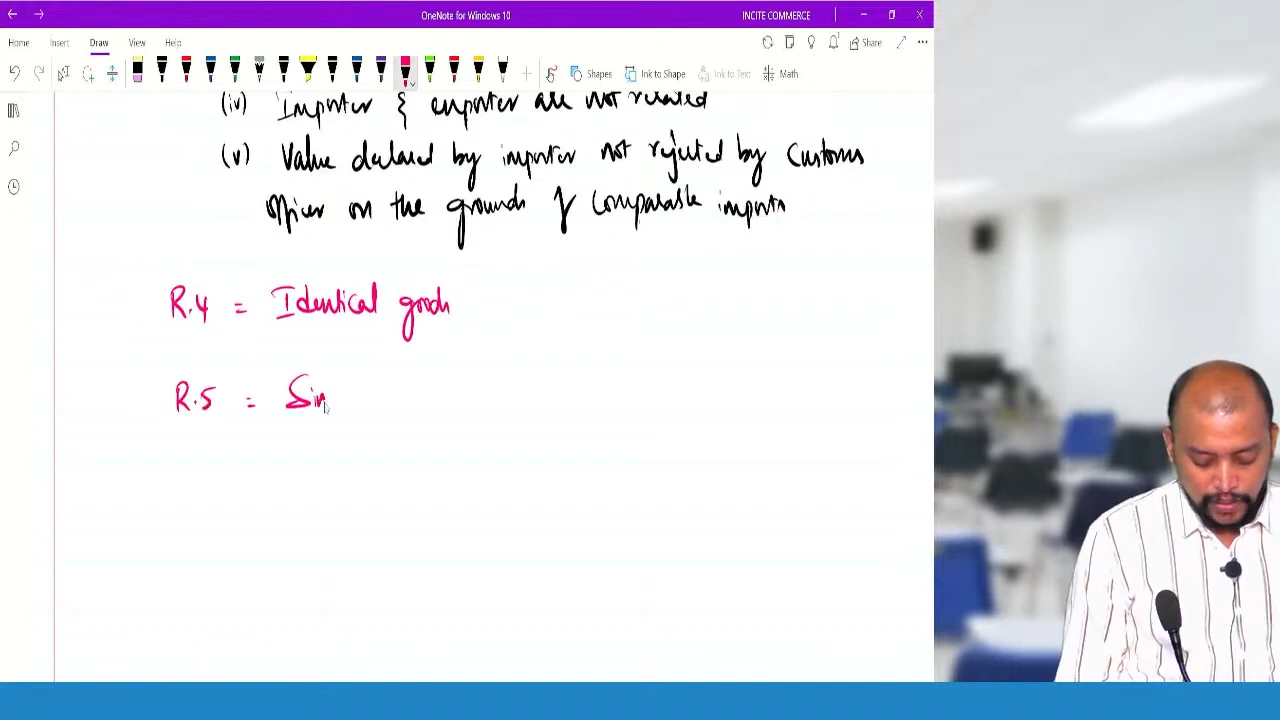 OneNote for Windows 10
INCITE COMMERCE
Home Insert Draw View Help
Share
Shapes Ink to Shape Ink to Text Math
(iv) Importer & exporter are not related
(v) Value declared by importer not rejected by Customs
officer on the grounds of comparable imports
R.4 = Identical goods
R.5 = Sim